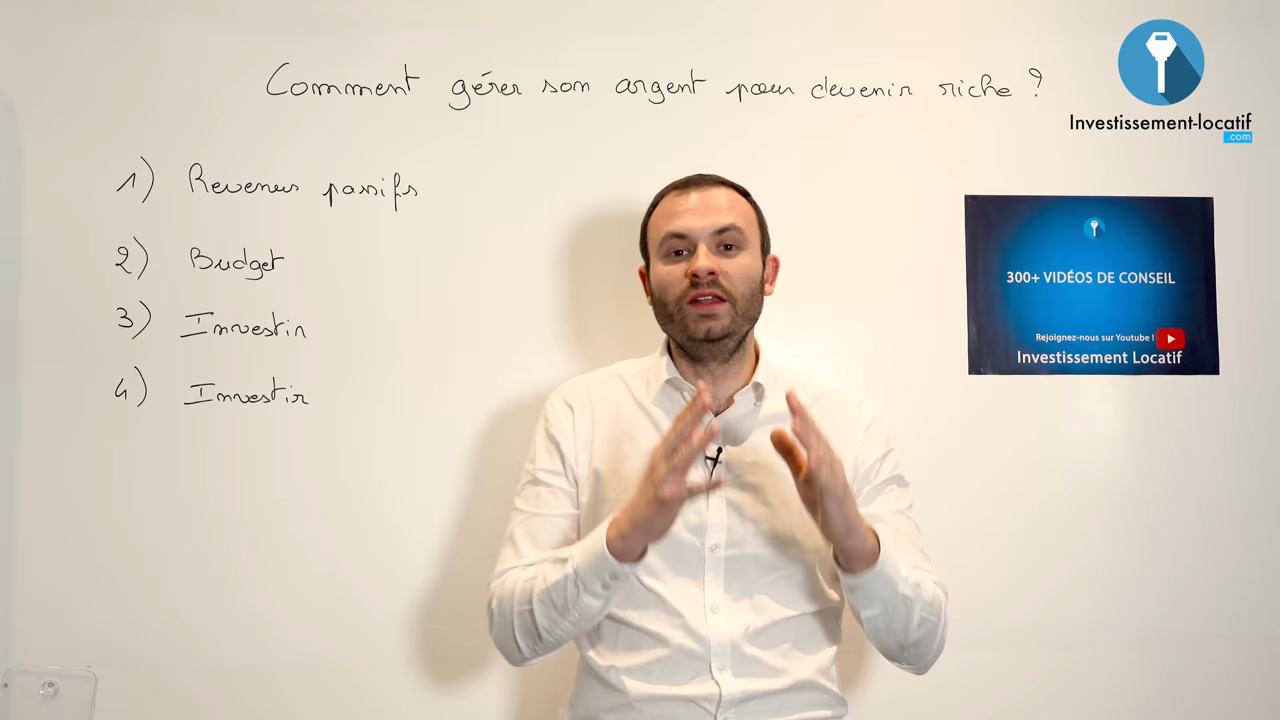 Comment gérer son argent pour devenir riche ?
Investissement-locatif
.com
1) Revenus passifs
2) Budget
3) Investir
4) Investir
300+ VIDÉOS DE CONSEIL
Rejoignez-nous sur Youtube !
Investissement Locatif